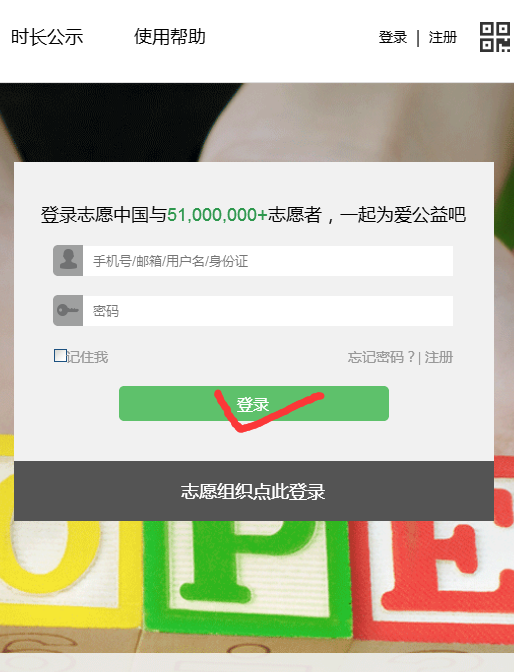 时长公示 使用帮助 登录 | 注册
登录志愿中国与51,000,000+志愿者，一起为爱公益吧
手机号/邮箱/用户名/身份证
密码
记住我 忘记密码？| 注册
登录
志愿组织点此登录
O P E